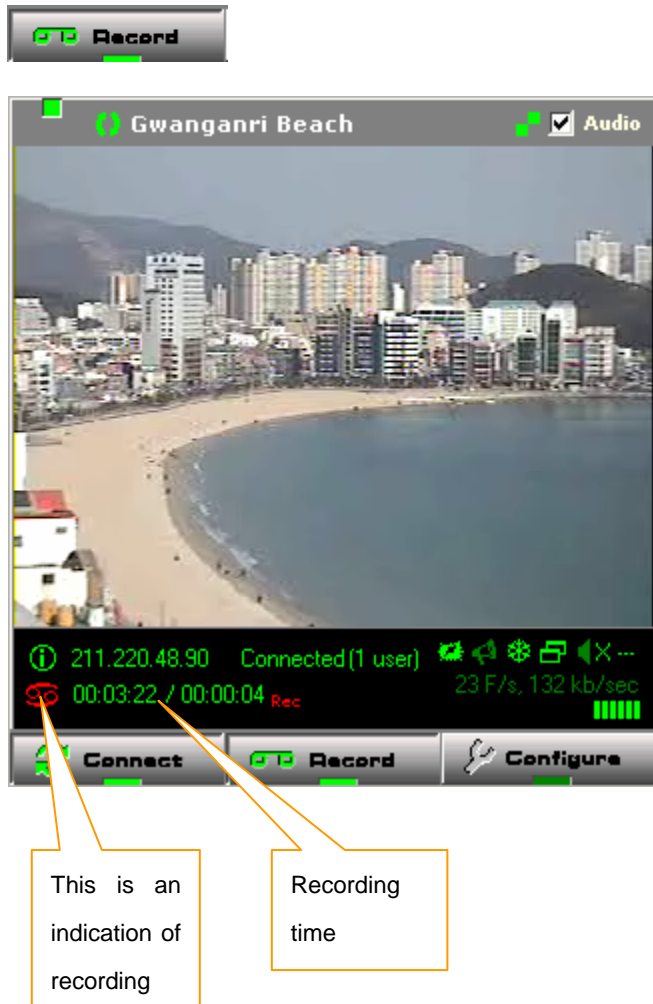 Record
Gwanganri Beach
Audio
211.220.48.90 Connected (1 user)
23 F/s, 132 kb/sec
00:03:22 / 00:00:04 Rec
Connect
Record
Configure
This is an
indication of
recording
Recording
time